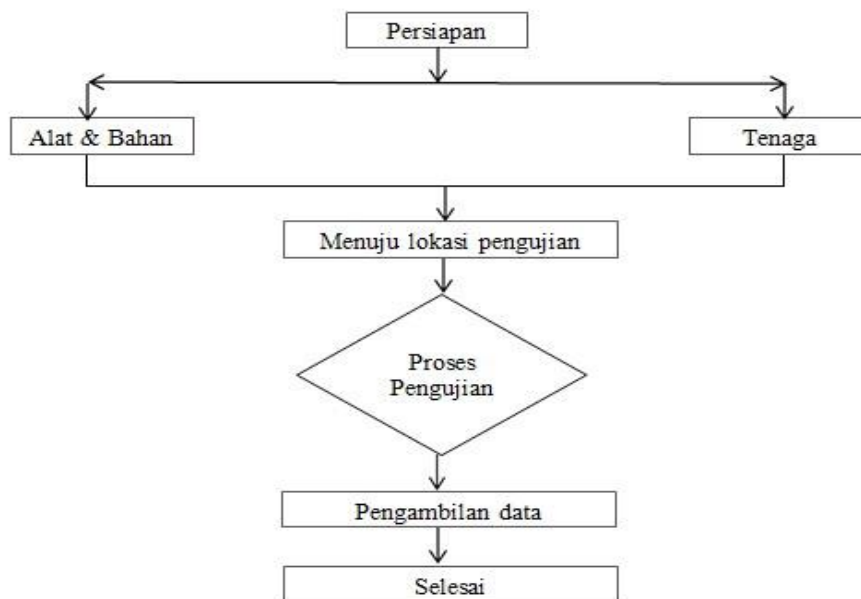 Persiapan
Alat & Bahan
Tenaga
Menuju lokasi pengujian
Proses
Pengujian
Pengambilan data
Selesai